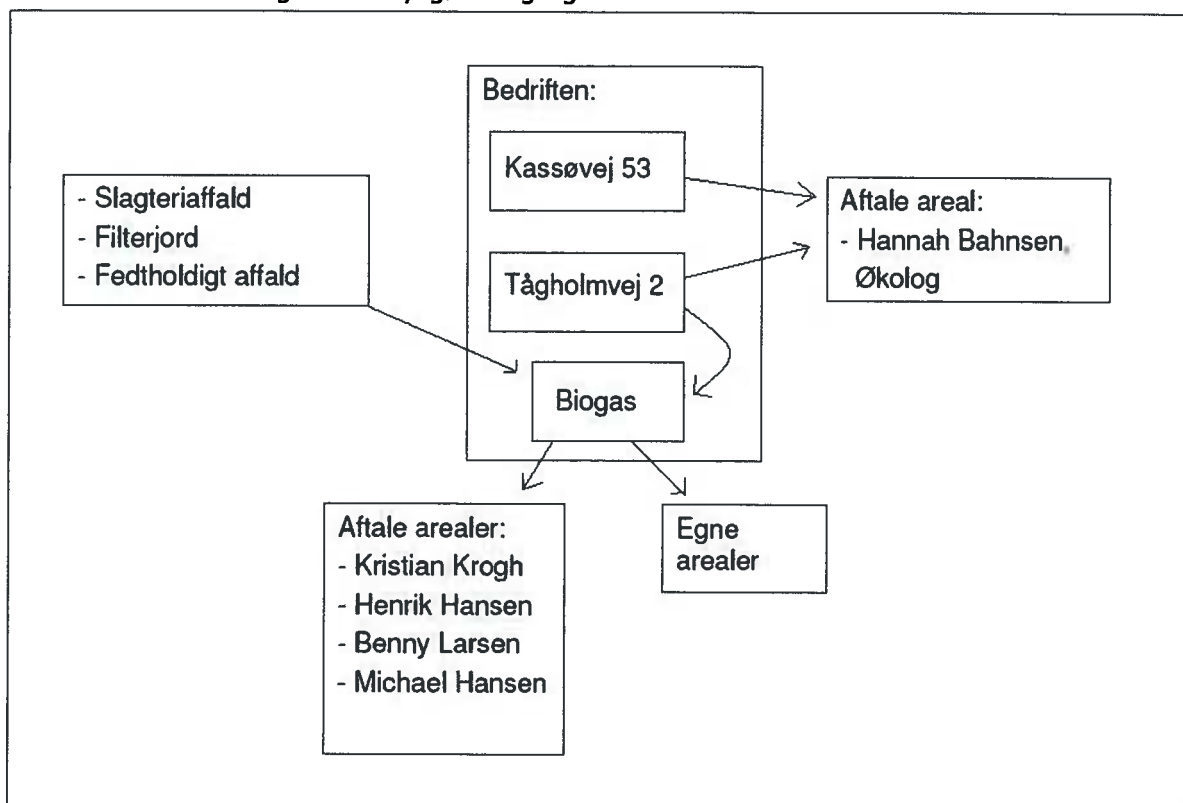 Bedriften:
Kassøvej 53
- Slagteriaffald
- Filterjord
- Fedtholdigt affald
Aftale areal:
- Hannah Bahnsen,
Økolog
Tågholmvej 2
Biogas
Aftale arealer:
- Kristian Krogh
- Henrik Hansen
- Benny Larsen
- Michael Hansen
Egne
arealer